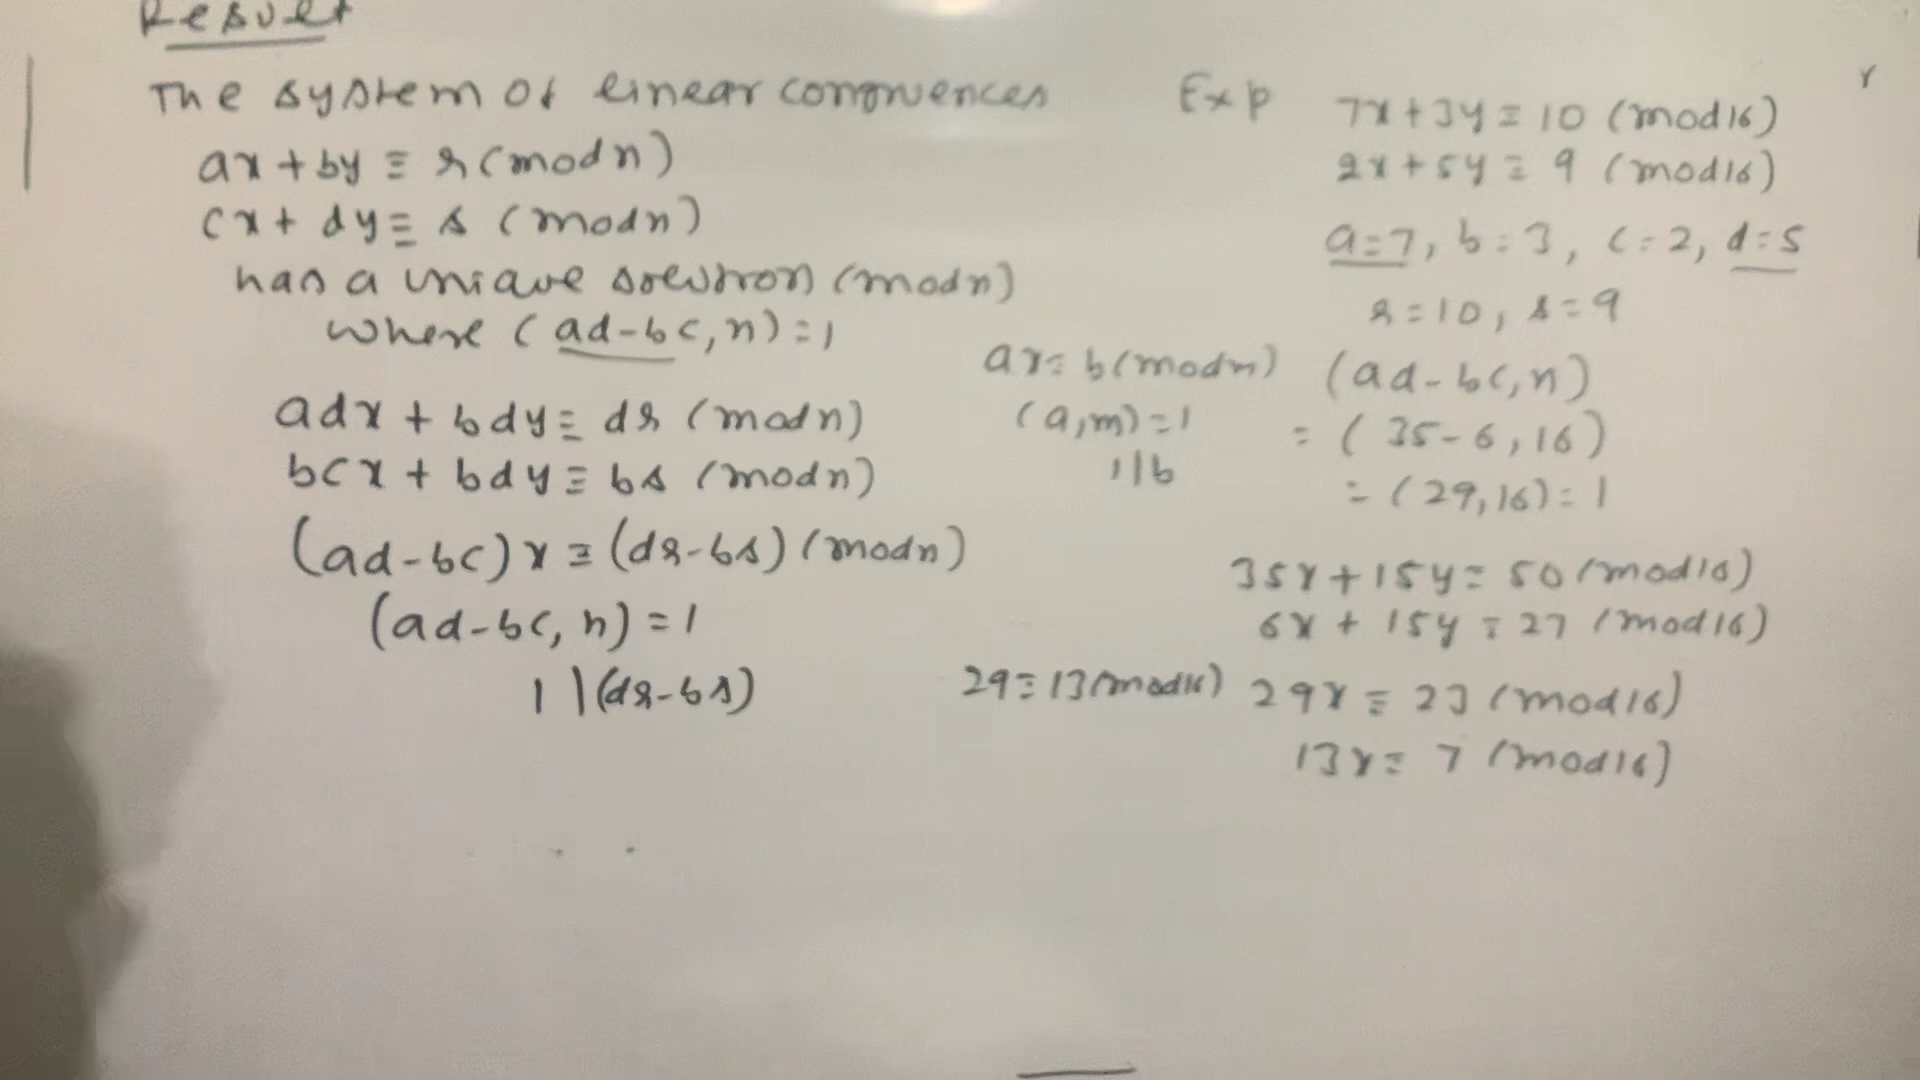 Result
The system of linear congruences
ax + by ≡ r (mod n)
cx + dy ≡ s (mod n)
has a unique solution (mod n)
where (ad-bc, n) = 1
adx + bdy ≡ dr (mod n)
bcx + bdy ≡ bs (mod n)
(ad-bc) x ≡ (dr-bs) (mod n)
(ad-bc, n) = 1
1 | (dr-bs)
ax ≡ b (mod m)
(a, m) = 1
1 | b
Exp 7x + 3y ≡ 10 (mod 16)
2x + 5y ≡ 9 (mod 16)
a = 7, b = 3, c = 2, d = 5
r = 10, s = 9
(ad - bc, n)
= (35 - 6, 16)
= (29, 16) = 1
35x + 15y ≡ 50 (mod 16)
6x + 15y ≡ 27 (mod 16)
29 ≡ 13 (mod 16) 29x ≡ 23 (mod 16)
13x ≡ 7 (mod 16)